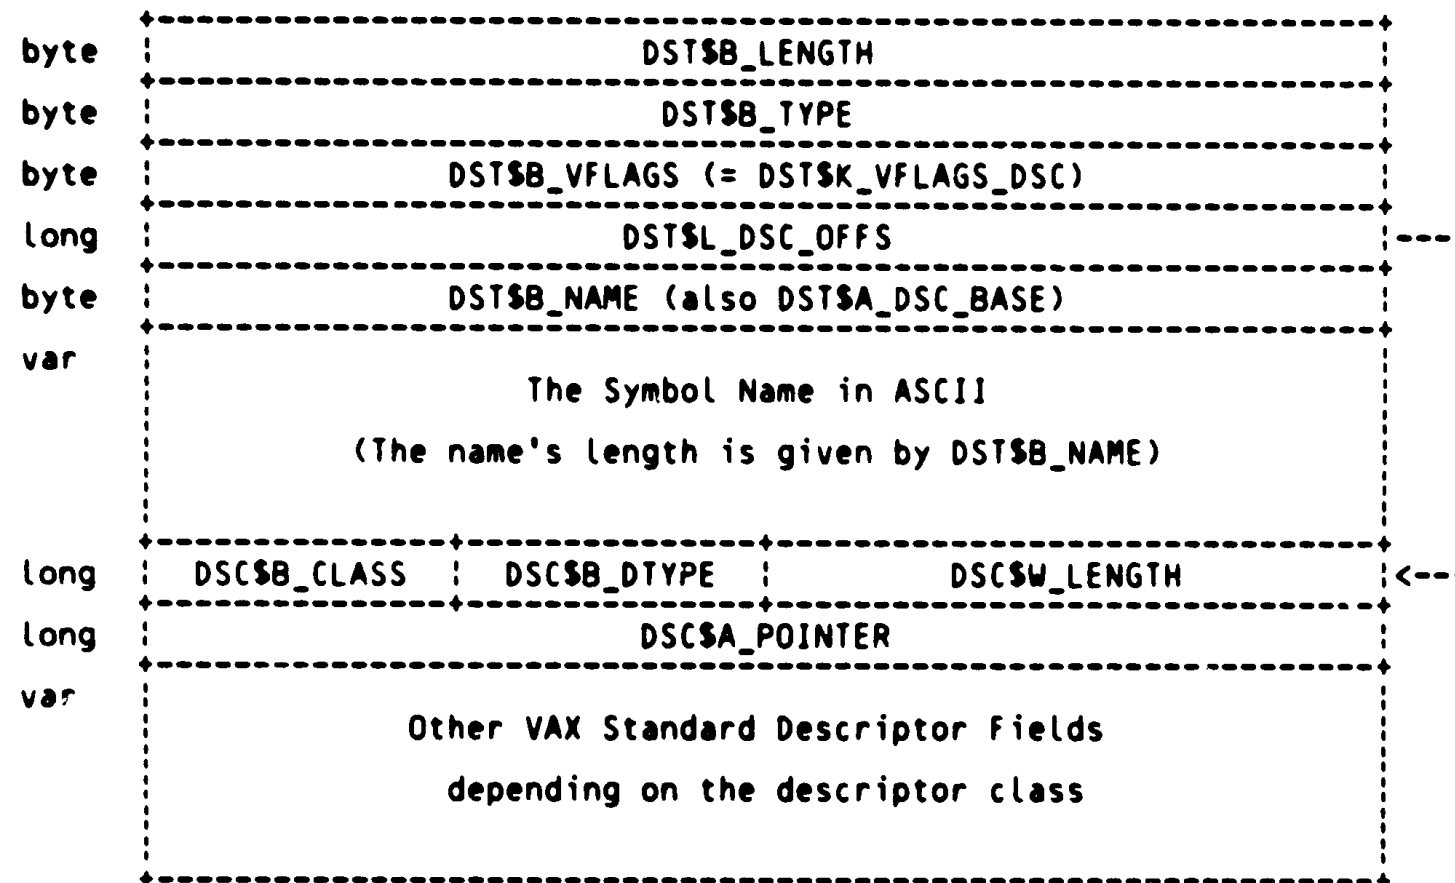 byte DST$B_LENGTH
byte DST$B_TYPE
byte DST$B_VFLAGS (= DST$K_VFLAGS_DSC)
long DST$L_DSC_OFFS
byte DST$B_NAME (also DST$A_DSC_BASE)
var
The Symbol Name in ASCII
(The name's length is given by DST$B_NAME)
long DSC$B_CLASS DSC$B_DTYPE DSC$W_LENGTH
long DSC$A_POINTER
var
Other VAX Standard Descriptor Fields
depending on the descriptor class